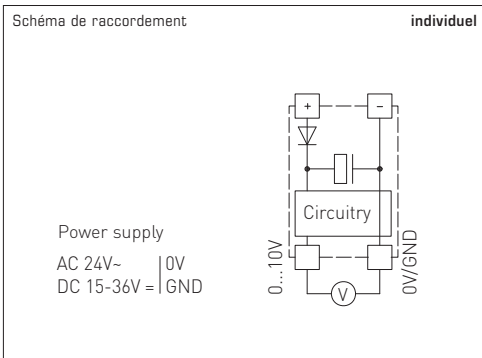 Schéma de raccordement individuel
+ −
Circuitry
Power supply
AC 24V~ 0V
DC 15-36V = GND
0...10V
0V/GND
V